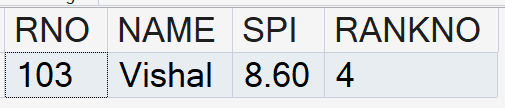 RNO NAME SPI RANKNO
103 Vishal 8.60 4